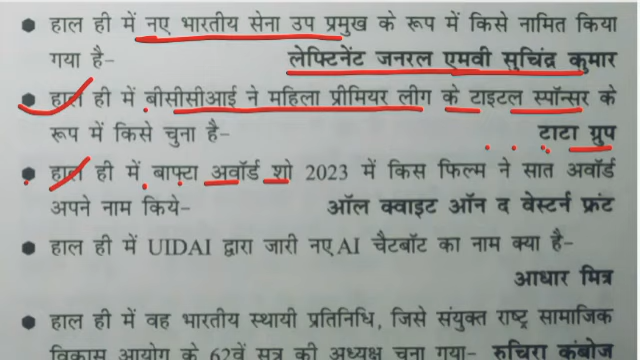 ● हाल ही में नए भारतीय सेना उप प्रमुख के रूप में किसे नामित किया
गया है– लेफ्टिनेंट जनरल एमवी सुचिंद्र कुमार
● हाल ही में बीसीसीआई ने महिला प्रीमियर लीग के टाइटल स्पॉन्सर के
रूप में किसे चुना है– टाटा ग्रुप
● हाल ही में बाफ्टा अवॉर्ड शो 2023 में किस फिल्म ने सात अवॉर्ड
अपने नाम किये– ऑल क्वाइट ऑन द वेस्टर्न फ्रंट
● हाल ही में UIDAI द्वारा जारी नए AI चैटबॉट का नाम क्या है–
आधार मित्र
● हाल ही में वह भारतीय स्थायी प्रतिनिधि, जिसे संयुक्त राष्ट्र सामाजिक
विकास आयोग के 62वें सत्र की अध्यक्ष चुना गया– रुचिरा कंबोज